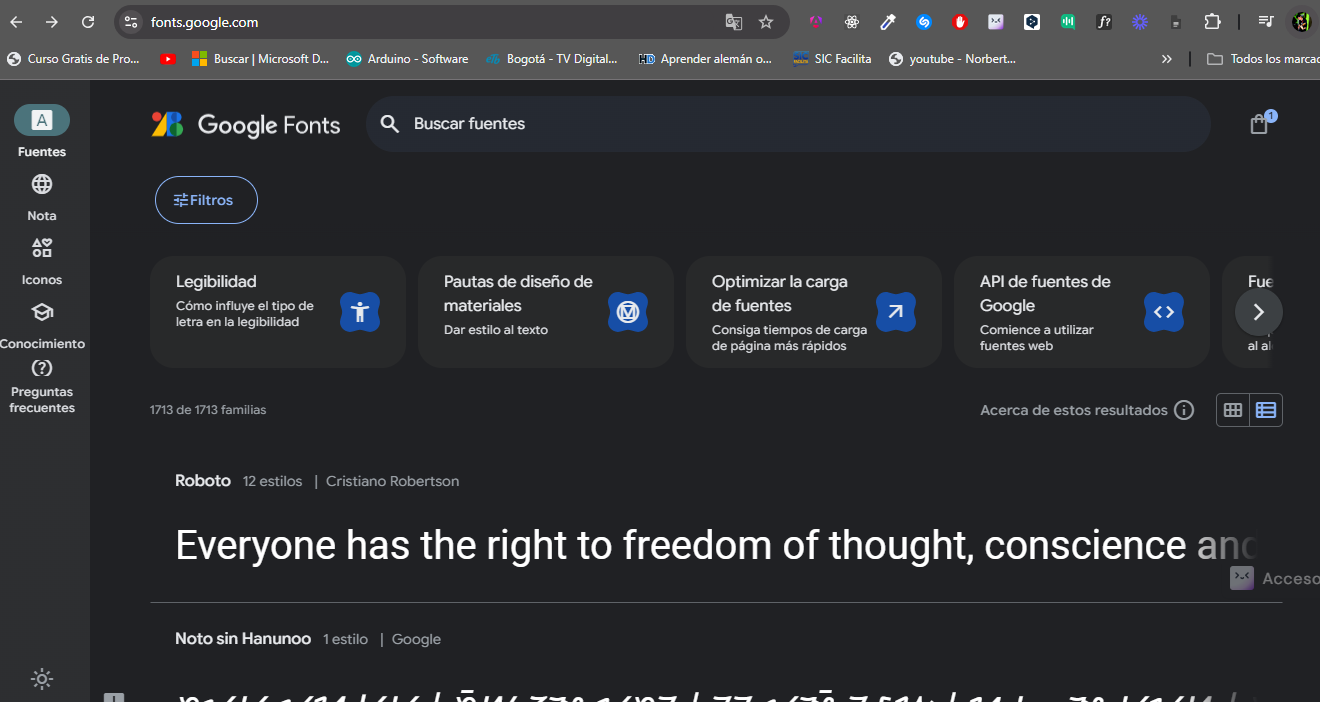 fonts.google.com
Curso Gratis de Pro...
Buscar | Microsoft D...
Arduino - Software
Bogotá - TV Digital...
Aprender alemán o...
SIC Facilita
youtube - Norbert...
Todos los marcad
A
Fuentes
Nota
Iconos
Conocimiento
Preguntas
frecuentes
Google Fonts
Buscar fuentes
1
Filtros
Legibilidad
Cómo influye el tipo de
letra en la legibilidad
Pautas de diseño de
materiales
Dar estilo al texto
Optimizar la carga
de fuentes
Consiga tiempos de carga
de página más rápidos
API de fuentes de
Google
Comience a utilizar
fuentes web
Fue
1713 de 1713 familias
Acerca de estos resultados
Roboto 12 estilos | Cristiano Robertson
Everyone has the right to freedom of thought, conscience and
Acceso
Noto sin Hanunoo 1 estilo | Google